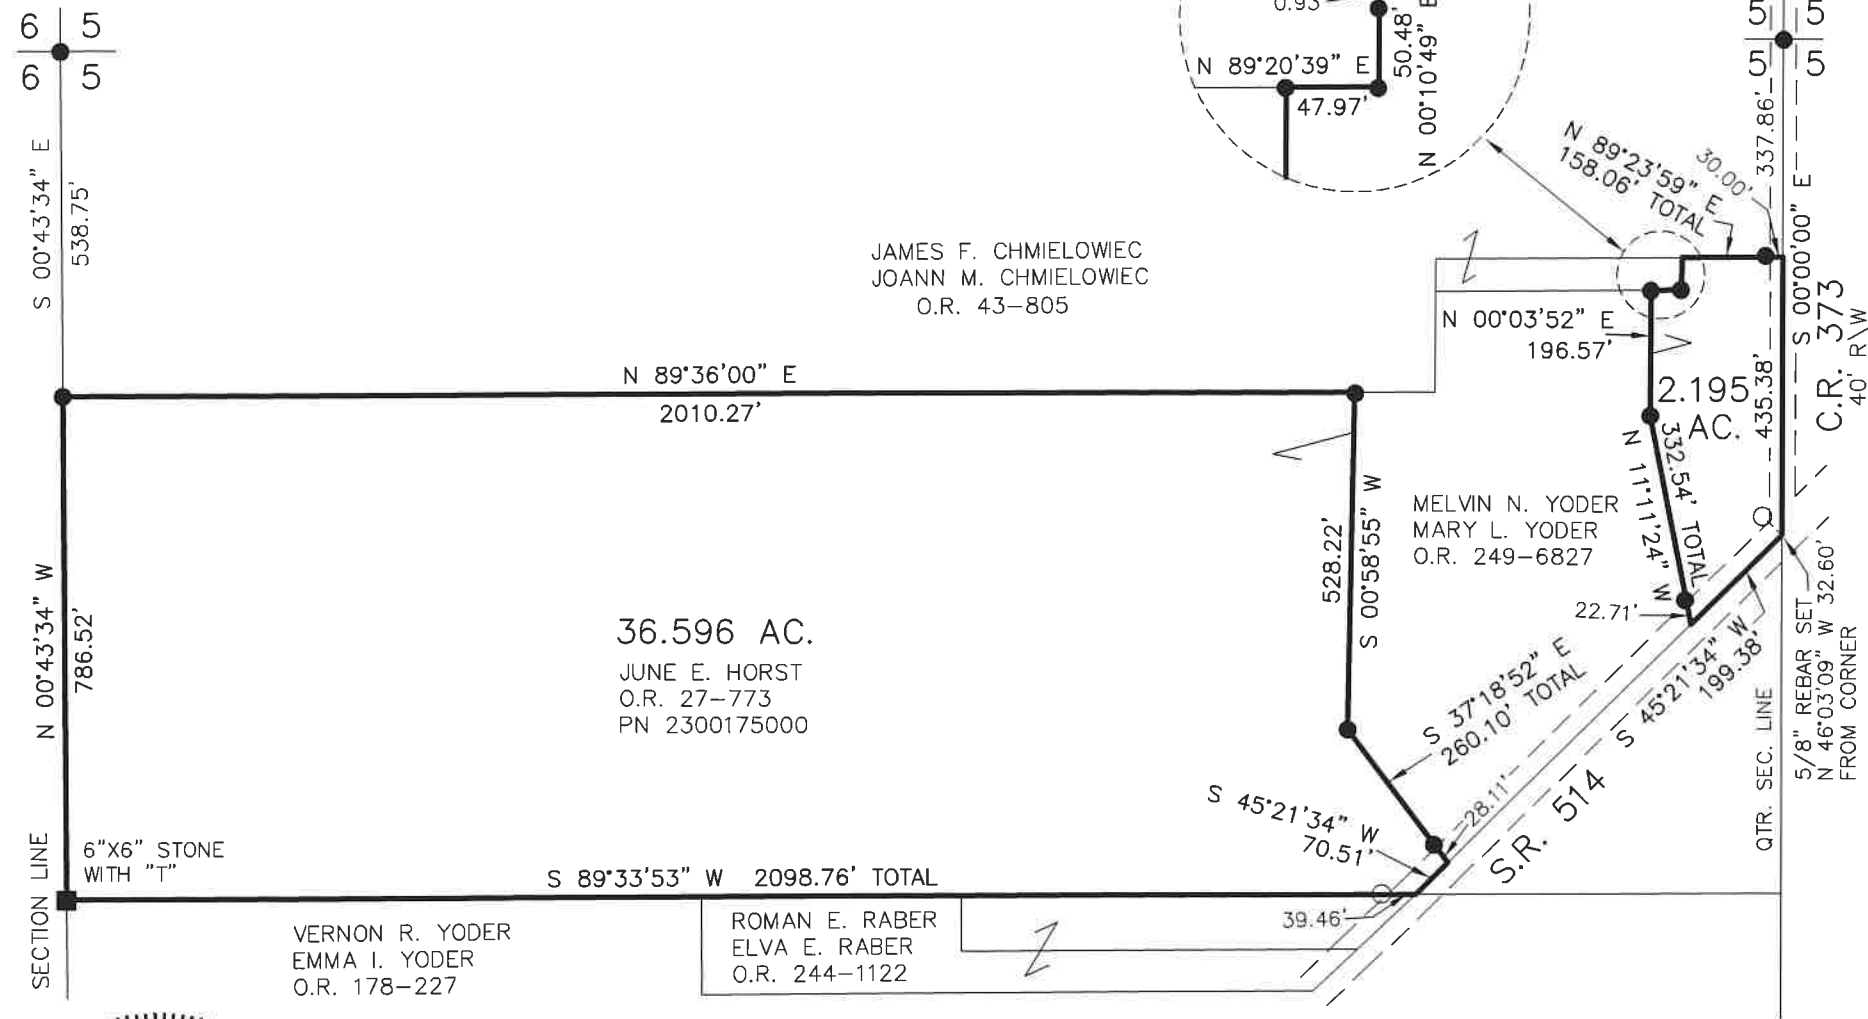 6 5
6 5
S 00°43'34" E
538.75'
0.93
50.48'
N 00°10'49" E
N 89°20'39" E
47.97'
5 5
5 5
337.86'
N 89°23'59" E
158.06' TOTAL
30.00'
S 00°00'00" E
C.R. 373
40' R\W
JAMES F. CHMIELOWIEC
JOANN M. CHMIELOWIEC
O.R. 43-805
N 00°03'52" E
196.57'
N 89°36'00" E
2010.27'
2.195
AC.
435.38'
332.54' TOTAL
N 11°11'24" W
528.22'
S 00°58'55" W
MELVIN N. YODER
MARY L. YODER
O.R. 249-6827
22.71'
N 00°43'34" W
786.52'
36.596 AC.
JUNE E. HORST
O.R. 27-773
PN 2300175000
S 37°18'52" E
260.10' TOTAL
S 45°21'34" W
199.38'
QTR. SEC. LINE
5/8" REBAR SET
N 46°03'09" W 32.60'
FROM CORNER
28.11'
S.R. 514
S 45°21'34" W
70.51'
SECTION LINE
6"X6" STONE
WITH "T"
S 89°33'53" W 2098.76' TOTAL
39.46'
VERNON R. YODER
EMMA I. YODER
O.R. 178-227
ROMAN E. RABER
ELVA E. RABER
O.R. 244-1122